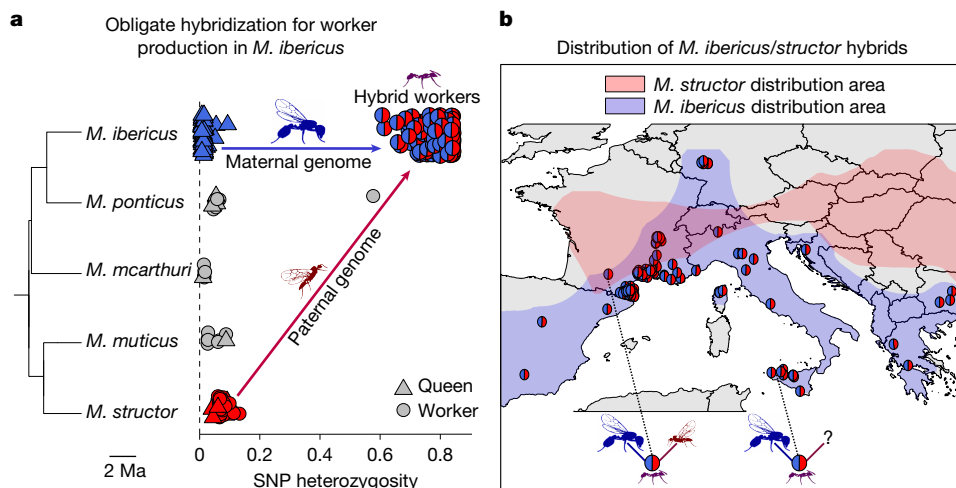 a
Obligate hybridization for worker
production in M. ibericus
Hybrid workers
M. ibericus
Maternal genome
M. ponticus
M. mcarthuri
Paternal genome
M. muticus
Queen
Worker
M. structor
2 Ma
0
0.2
0.4
0.6
0.8
SNP heterozygosity
b
Distribution of M. ibericus/structor hybrids
M. structor distribution area
M. ibericus distribution area
?